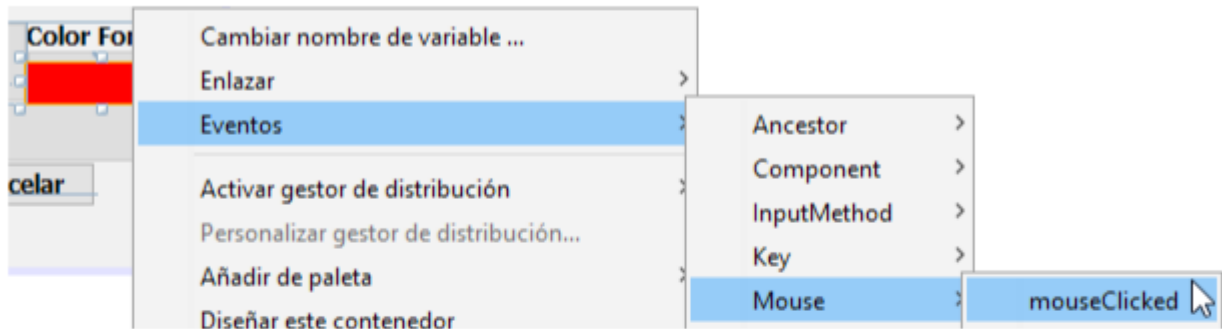 Color For
celar
Cambiar nombre de variable ...
Enlazar
Eventos
Activar gestor de distribución
Personalizar gestor de distribución...
Añadir de paleta
Diseñar este contenedor
Ancestor
Component
InputMethod
Key
Mouse
mouseClicked